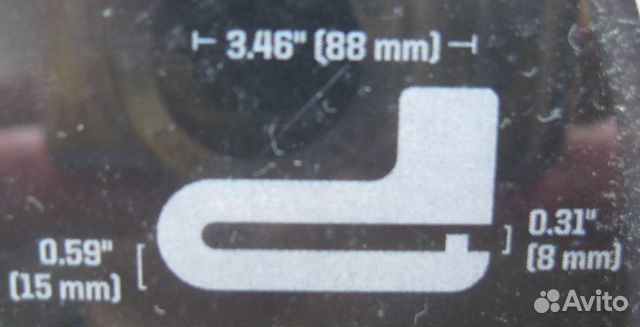 3.46" (88 mm)
0.59"
(15 mm)
0.31"
(8 mm)
Avito